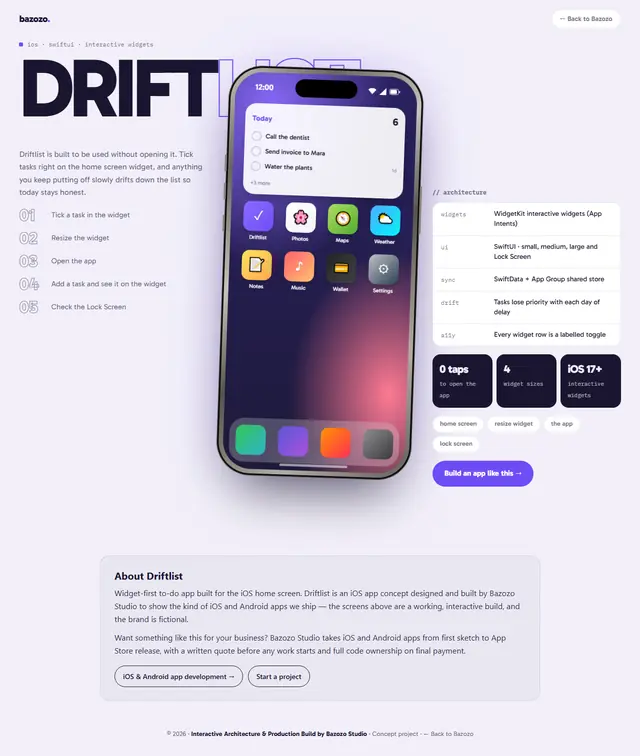 bazozo.
← Back to Bazozo
ios · swiftui · interactive widgets
DRIFTLIST
Driftlist is built to be used without opening it. Tick
tasks right on the home screen widget, and anything
you keep putting off slowly drifts down the list so
today stays honest.
01 Tick a task in the widget
02 Resize the widget
03 Open the app
04 Add a task and see it on the widget
05 Check the Lock Screen
12:00
Today 6
Call the dentist
Send invoice to Mara
Water the plants
+3 more
Driftlist Photos Maps Weather
Notes Music Wallet Settings
// architecture
widgets WidgetKit interactive widgets (App
Intents)
ui SwiftUI · small, medium, large and
Lock Screen
sync SwiftData + App Group shared store
drift Tasks lose priority with each day of
delay
a11y Every widget row is a labelled toggle
0 taps
to open the
app
4
widget sizes
iOS 17+
interactive
widgets
home screen resize widget the app
lock screen
Build an app like this →
About Driftlist
Widget-first to-do app built for the iOS home screen. Driftlist is an iOS app concept designed and built by Bazozo
Studio to show the kind of iOS and Android apps we ship — the screens above are a working, interactive build, and
the brand is fictional.
Want something like this for your business? Bazozo Studio takes iOS and Android apps from first sketch to App
Store release, with a written quote before any work starts and full code ownership on final payment.
iOS & Android app development → Start a project
© 2026 · Interactive Architecture & Production Build by Bazozo Studio · Concept project · ← Back to Bazozo